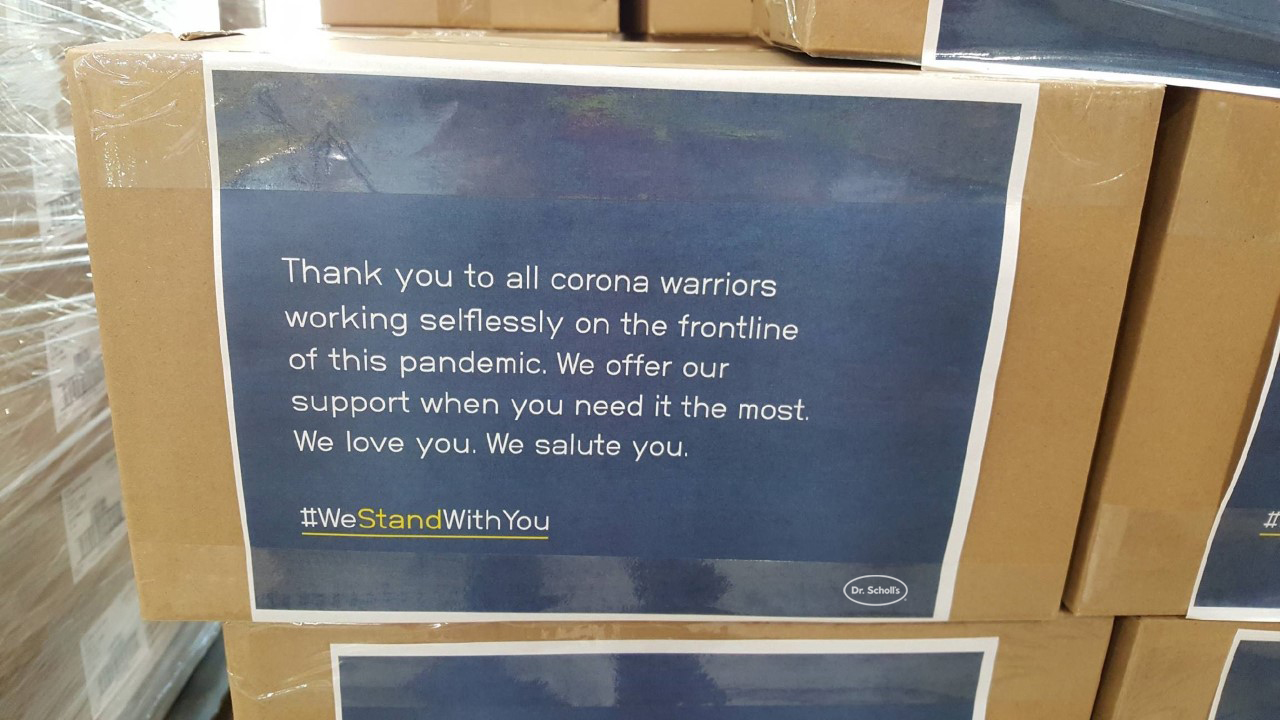 Thank you to all corona warriors
working selflessly on the frontline
of this pandemic. We offer our
support when you need it the most.
We love you. We salute you.
#WeStandWithYou
Dr. Scholl's
#